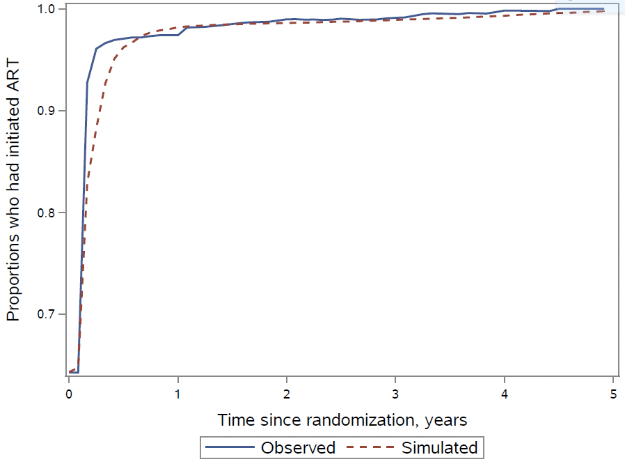 Proportions who had initiated ART
1.0
0.9
0.8
0.7
0
1
2
3
4
5
Time since randomization, years
Observed
Simulated